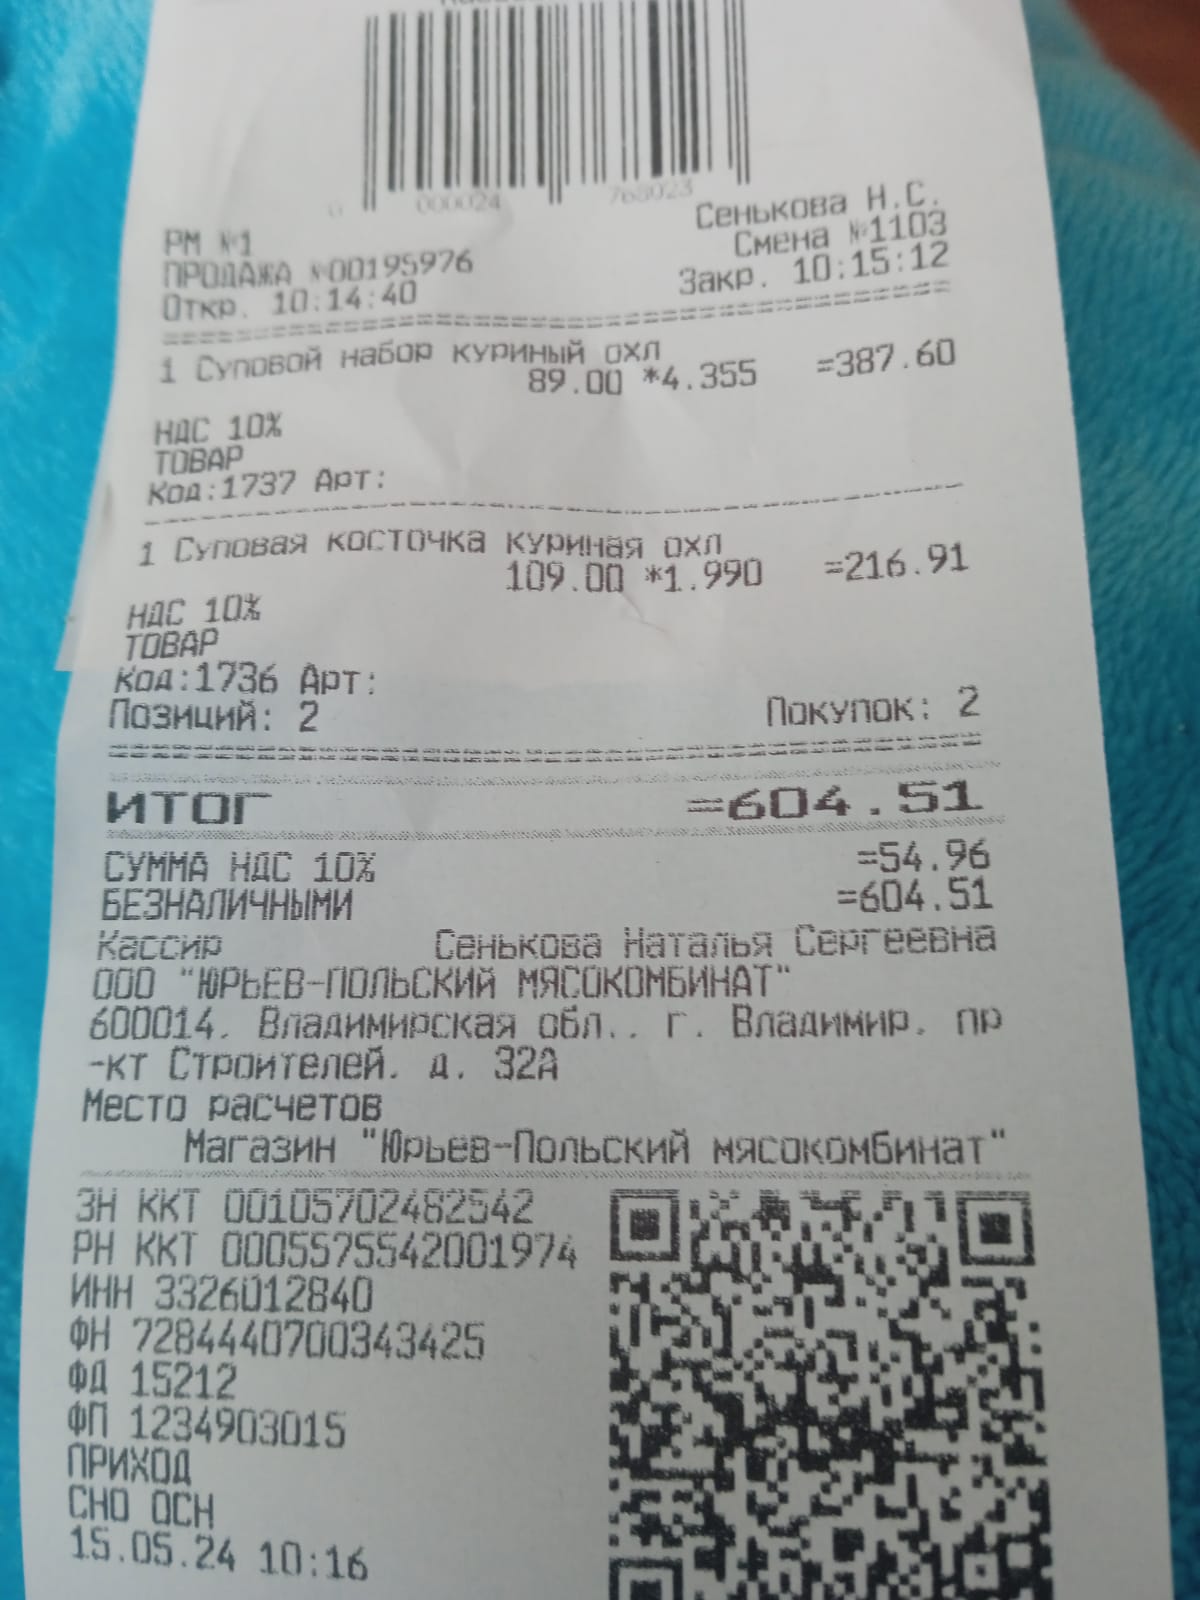 000024 768023
Сенькова Н.С.
РМ №1 Смена №1103
ПРОДАЖА №00195976 Закр. 10:15:12
Откр. 10:14:40
1 Суповой набор куриный охл
89.00 *4.355 =387.60
НДС 10%
ТОВАР
Код:1737 Арт:
1 Суповая косточка куриная охл
109.00 *1.990 =216.91
НДС 10%
ТОВАР
Код:1736 Арт:
Позиций: 2 Покупок: 2
ИТОГ =604.51
СУММА НДС 10% =54.96
БЕЗНАЛИЧНЫМИ =604.51
Кассир Сенькова Наталья Сергеевна
ООО "ЮРЬЕВ-ПОЛЬСКИЙ МЯСОКОМБИНАТ"
600014, Владимирская обл., г. Владимир, пр
-кт Строителей, д. 32А
Место расчетов
Магазин "Юрьев-Польский мясокомбинат"
ЗН ККТ 00105702482542
РН ККТ 0005575542001974
ИНН 3326012840
ФН 7284440700343425
ФД 15212
ФП 1234903015
ПРИХОД
СНО ОСН
15.05.24 10:16